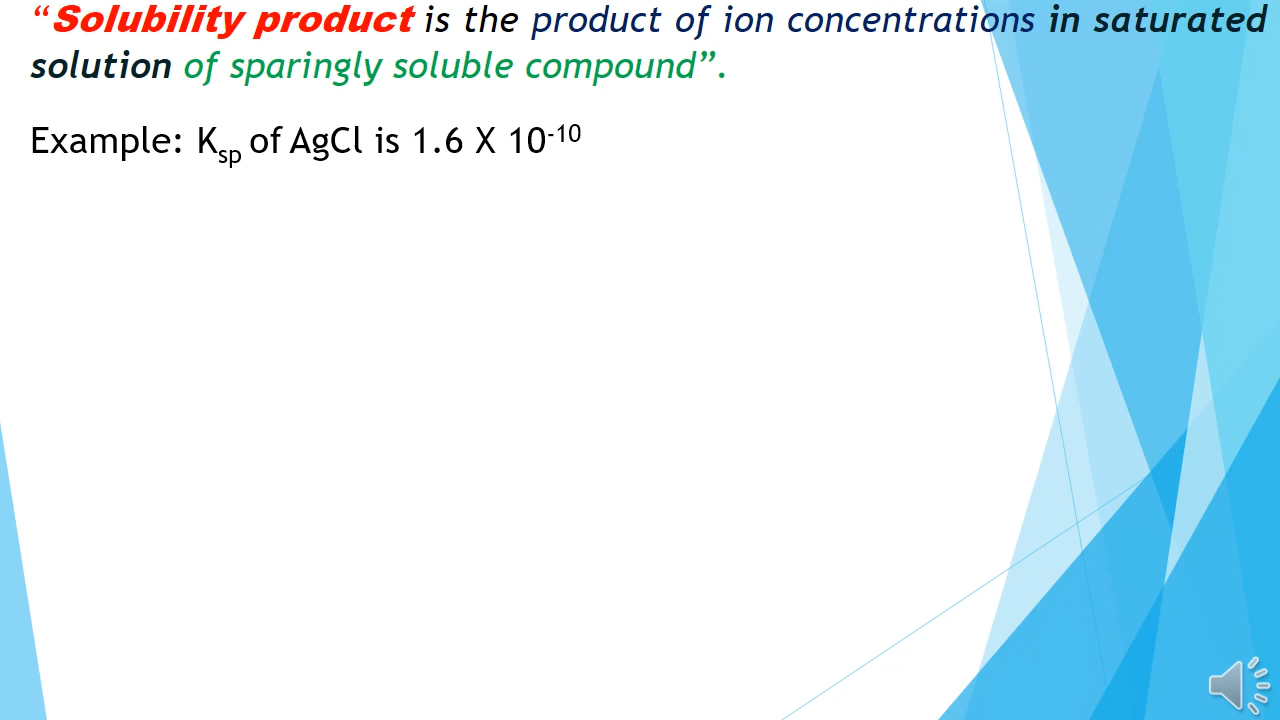 “Solubility product is the product of ion concentrations in saturated
solution of sparingly soluble compound”.
Example: Ksp of AgCl is 1.6 X 10-10